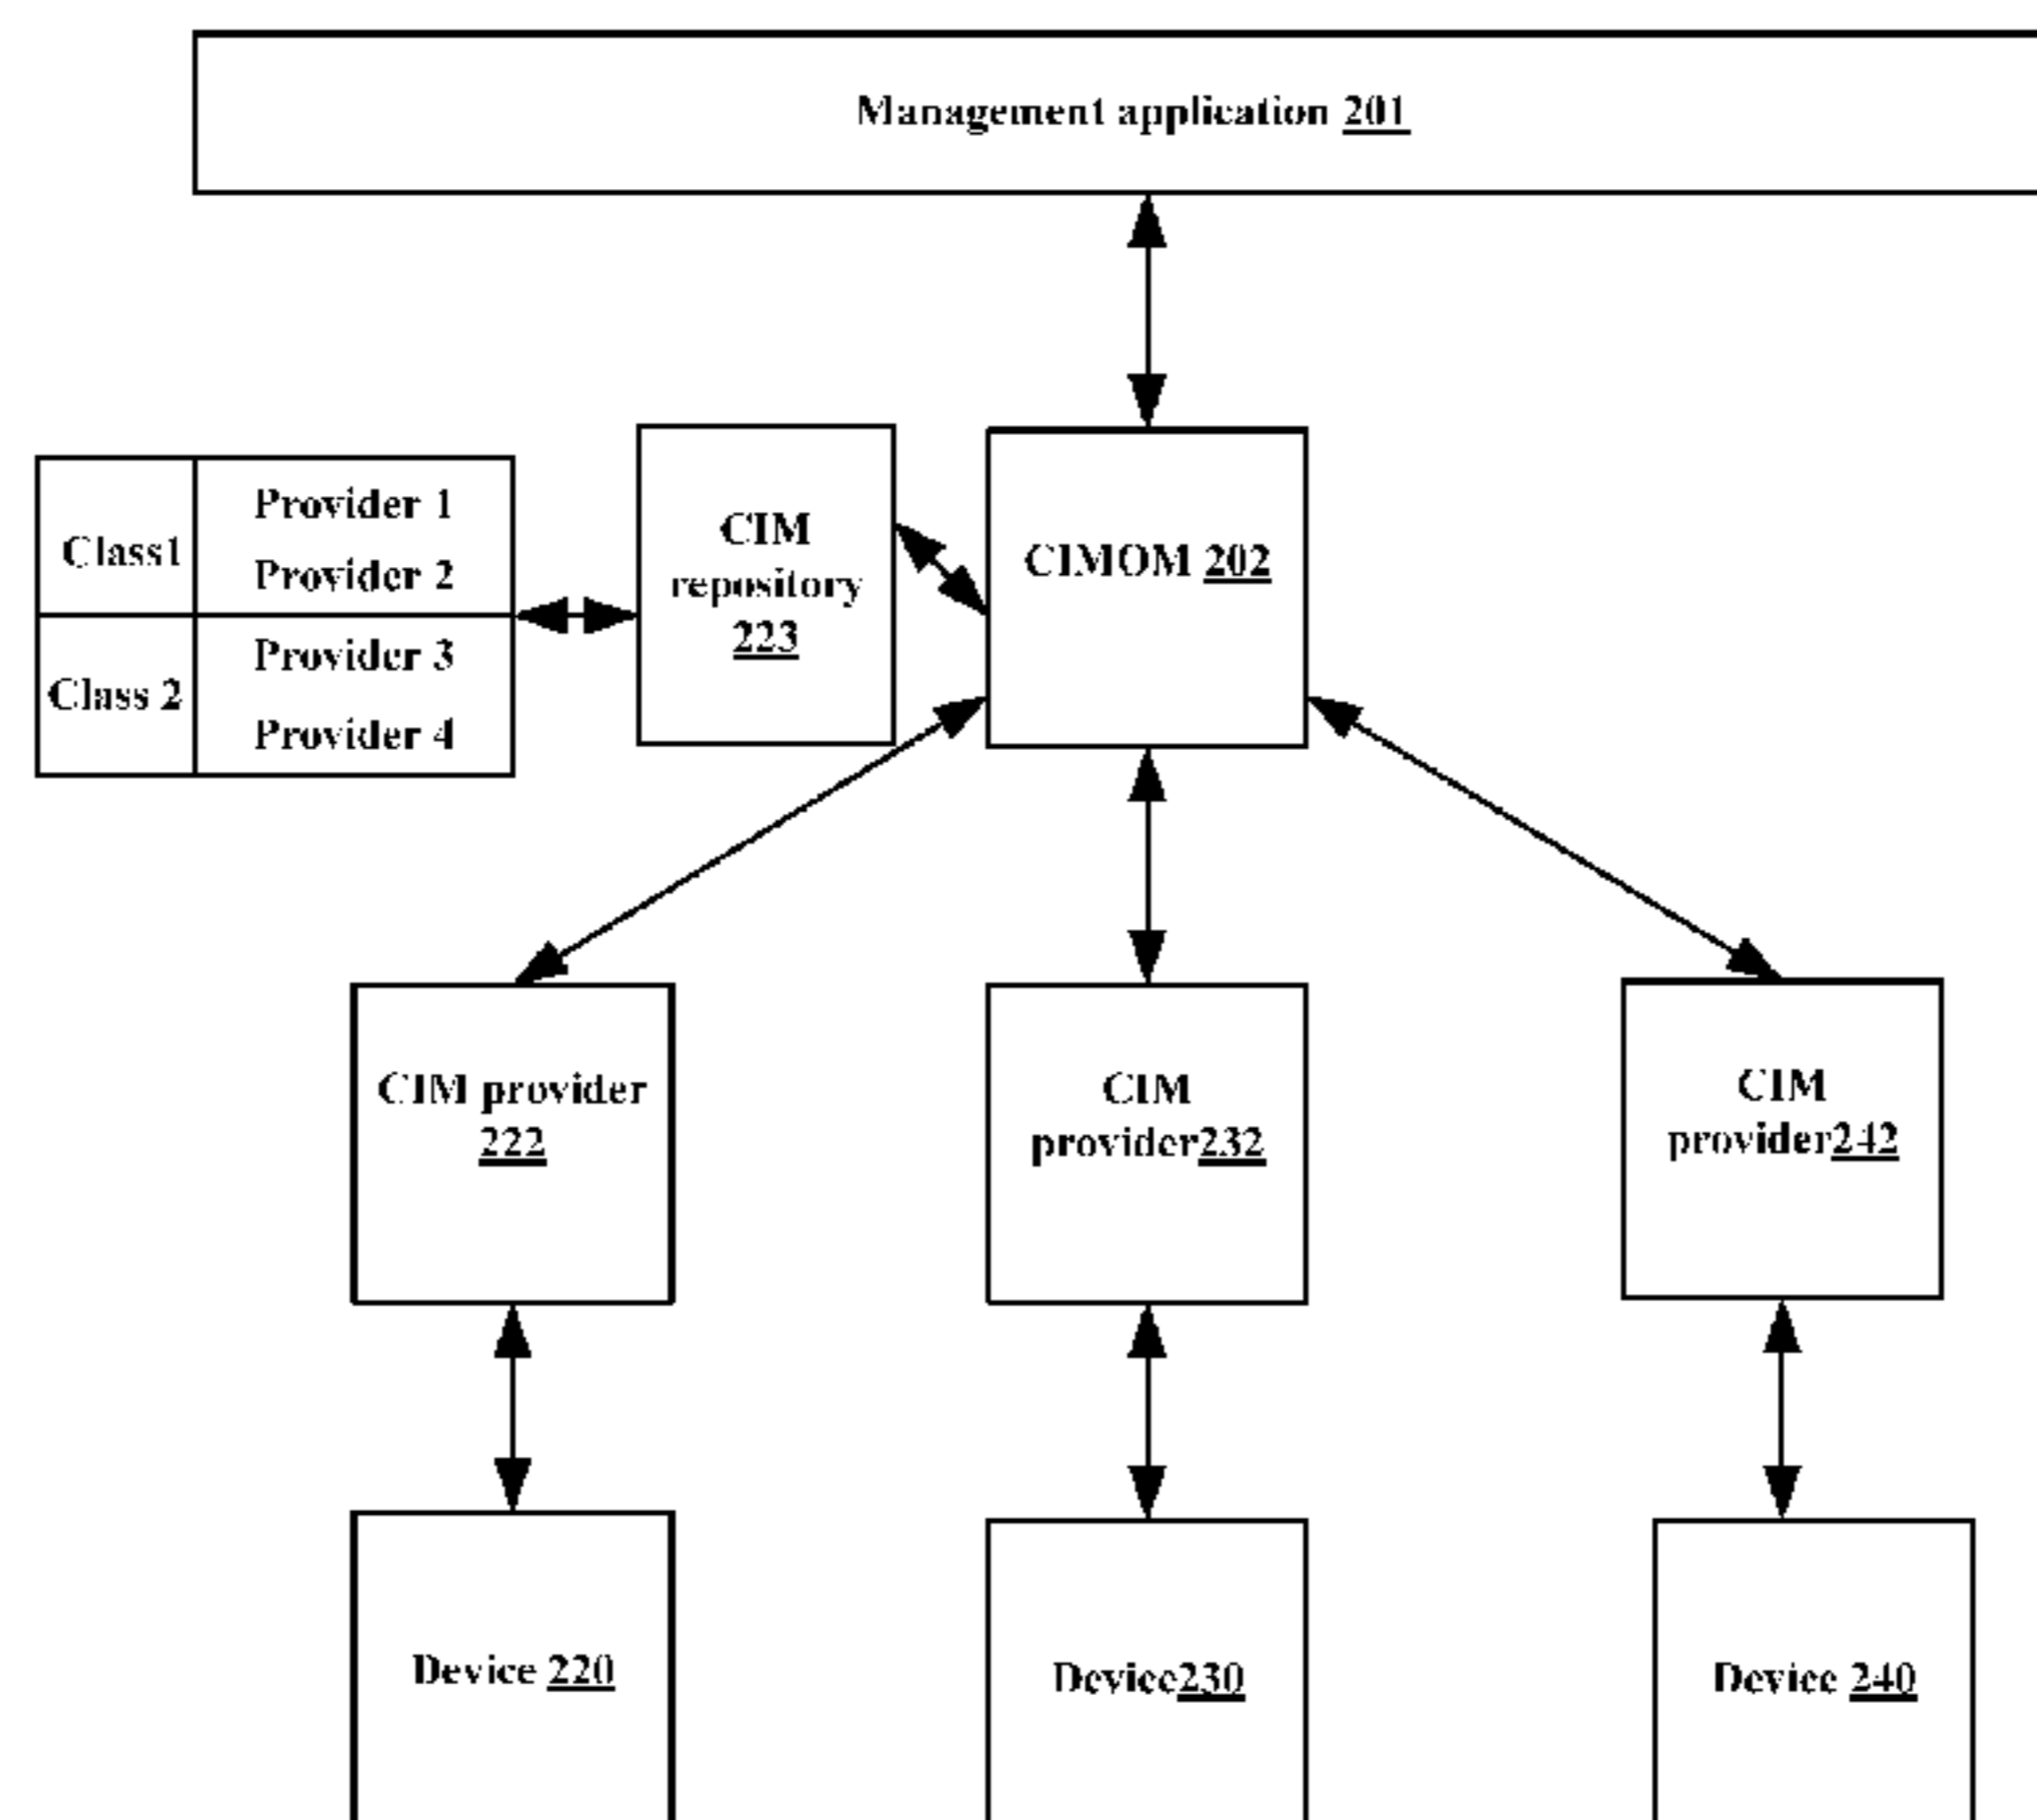 Management application 201
CIM
repository
223
CIMOM 202
Class1
Provider 1
Provider 2
Class 2
Provider 3
Provider 4
CIM provider
222
CIM
provider232
CIM
provider242
Device 220
Device230
Device 240